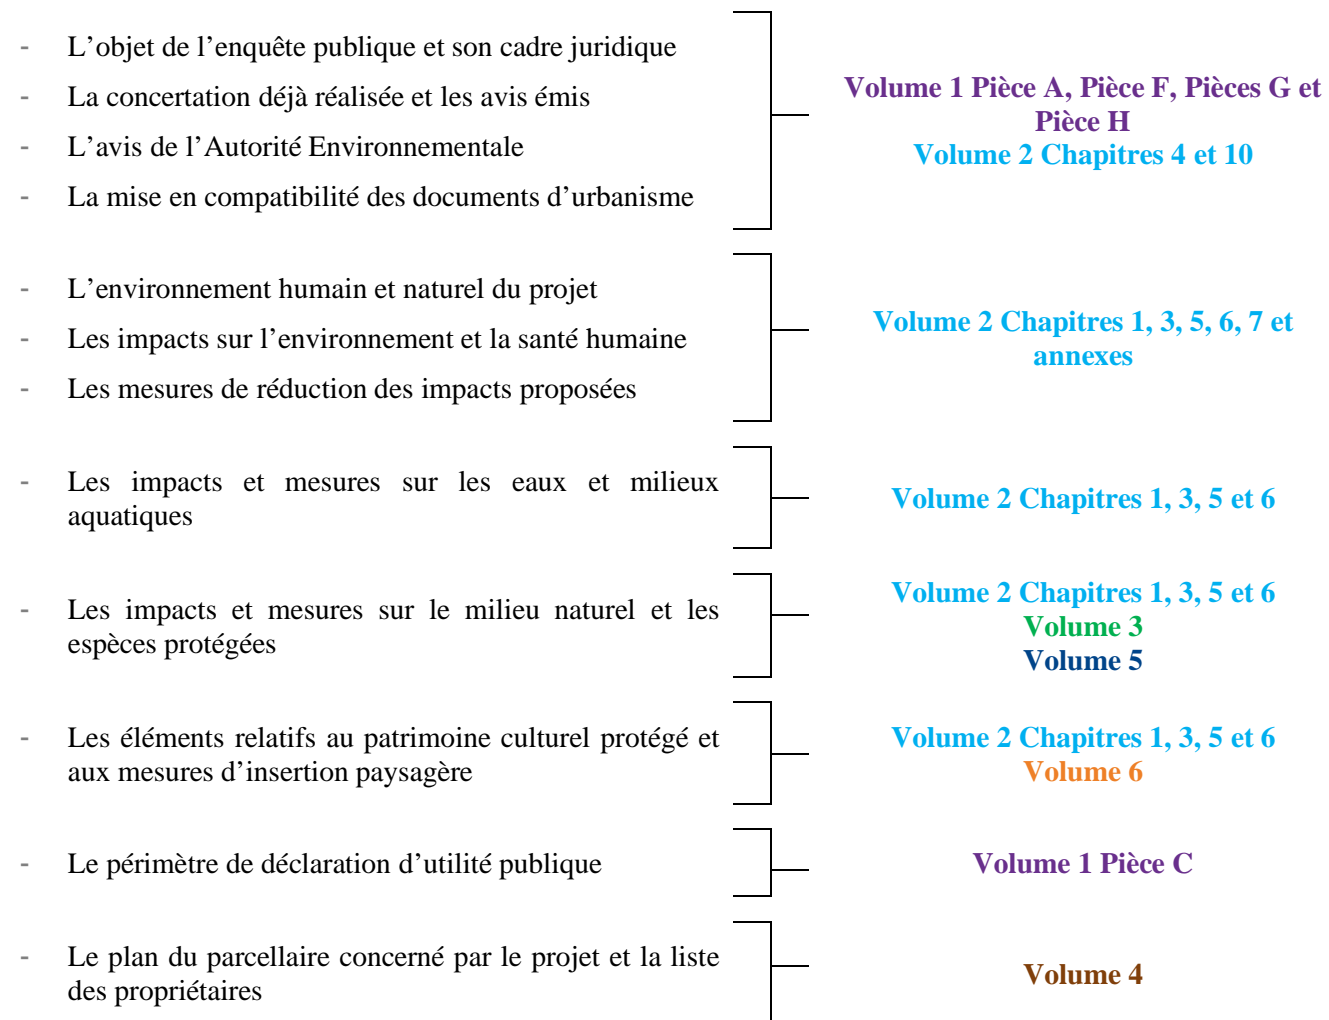 - L’objet de l’enquête publique et son cadre juridique
- La concertation déjà réalisée et les avis émis
- L’avis de l’Autorité Environnementale
- La mise en compatibilité des documents d’urbanisme
Volume 1 Pièce A, Pièce F, Pièces G et
Pièce H
Volume 2 Chapitres 4 et 10
- L’environnement humain et naturel du projet
- Les impacts sur l’environnement et la santé humaine
- Les mesures de réduction des impacts proposées
Volume 2 Chapitres 1, 3, 5, 6, 7 et
annexes
- Les impacts et mesures sur les eaux et milieux
aquatiques
Volume 2 Chapitres 1, 3, 5 et 6
- Les impacts et mesures sur le milieu naturel et les
espèces protégées
Volume 2 Chapitres 1, 3, 5 et 6
Volume 3
Volume 5
- Les éléments relatifs au patrimoine culturel protégé et
aux mesures d’insertion paysagère
Volume 2 Chapitres 1, 3, 5 et 6
Volume 6
- Le périmètre de déclaration d’utilité publique
Volume 1 Pièce C
- Le plan du parcellaire concerné par le projet et la liste
des propriétaires
Volume 4